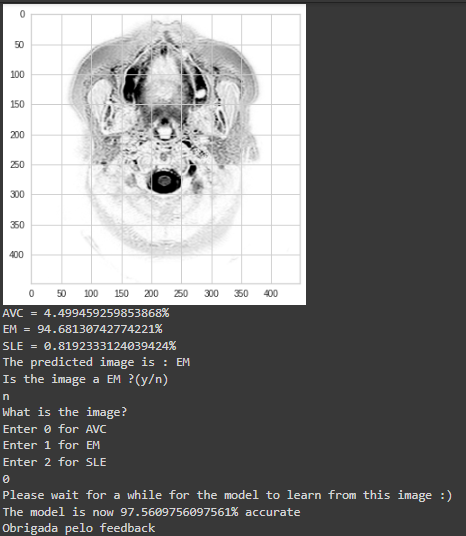 0
50
100
150
200
250
300
350
400
0 50 100 150 200 250 300 350 400
AVC = 4.499459259853868%
EM = 94.68130742774221%
SLE = 0.8192333124039424%
The predicted image is : EM
Is the image a EM ?(y/n)
n
What is the image?
Enter 0 for AVC
Enter 1 for EM
Enter 2 for SLE
0
Please wait for a while for the model to learn from this image :)
The model is now 97.5609756097561% accurate
Obrigada pelo feedback